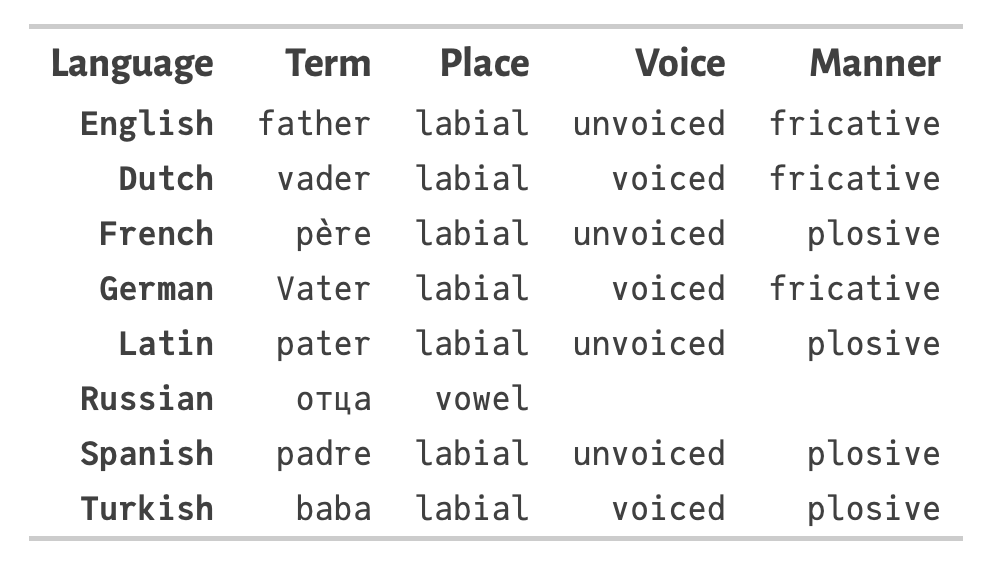 Language Term Place Voice Manner
English father labial unvoiced fricative
Dutch vader labial voiced fricative
French père labial unvoiced plosive
German Vater labial voiced fricative
Latin pater labial unvoiced plosive
Russian отца vowel
Spanish padre labial unvoiced plosive
Turkish baba labial voiced plosive